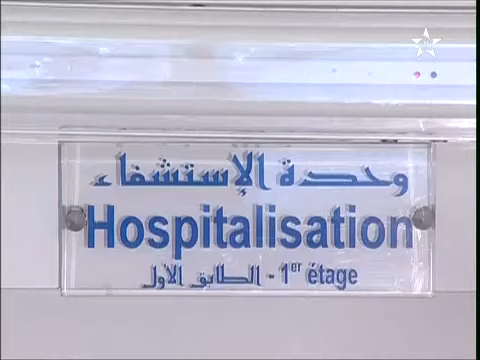 وحدة الإستشفاء
Hospitalisation
الطابق الأول - 1er étage